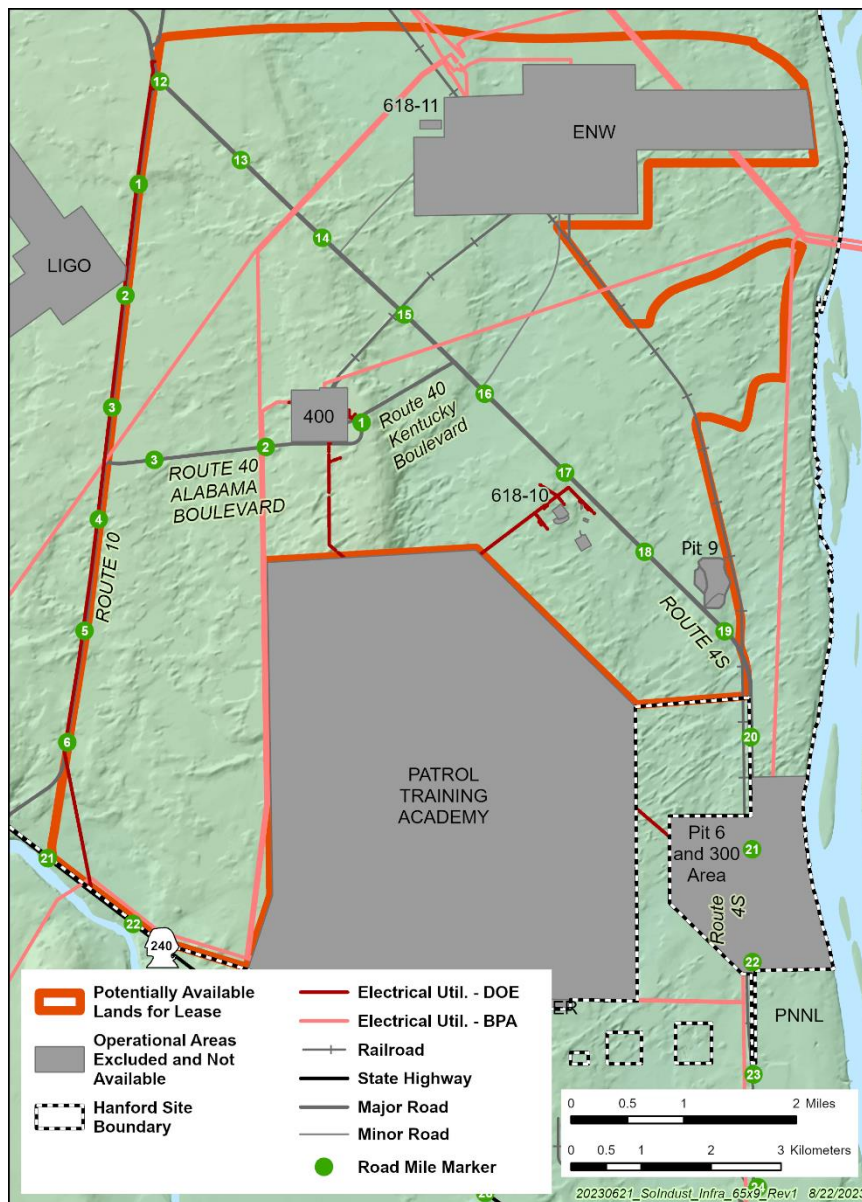 12
618-11
ENW
13
1
14
LIGO
2
15
16
3
400
1
Route 40
Kentucky
Boulevard
2
3
ROUTE 40
ALABAMA
BOULEVARD
17
618-10
4
ROUTE 10
18
Pit 9
5
19
ROUTE 4S
6
20
PATROL
TRAINING
ACADEMY
21
Pit 6
and 300
Area
21
Route
4S
22
240
22
ER
PNNL
23
24
Potentially Available
Lands for Lease
Operational Areas
Excluded and Not
Available
Hanford Site
Boundary
Electrical Util. - DOE
Electrical Util. - BPA
Railroad
State Highway
Major Road
Minor Road
Road Mile Marker
0 0.5 1 2 Miles
0 0.5 1 2 3 Kilometers